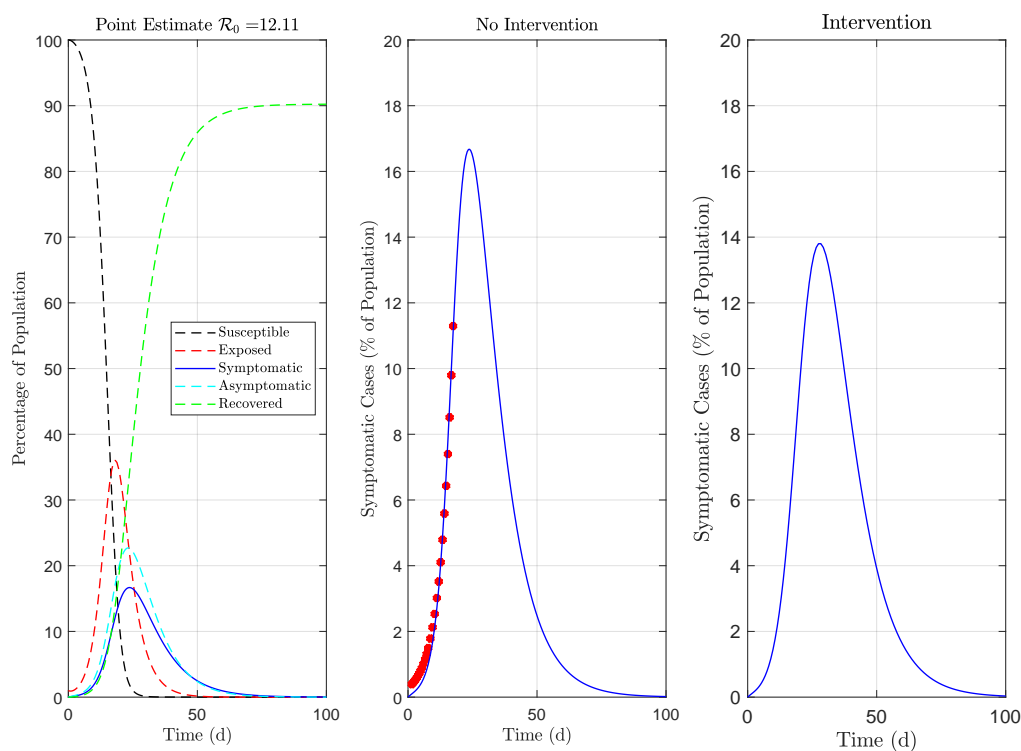 Point Estimate R₀ =12.11
Percentage of Population
100
90
80
70
60
50
40
30
20
10
0
Susceptible
Exposed
Symptomatic
Asymptomatic
Recovered
0 50 100
Time (d)
No Intervention
Symptomatic Cases (% of Population)
20
18
16
14
12
10
8
6
4
2
0
0 50 100
Time (d)
Intervention
Symptomatic Cases (% of Population)
20
18
16
14
12
10
8
6
4
2
0
0 50 100
Time (d)